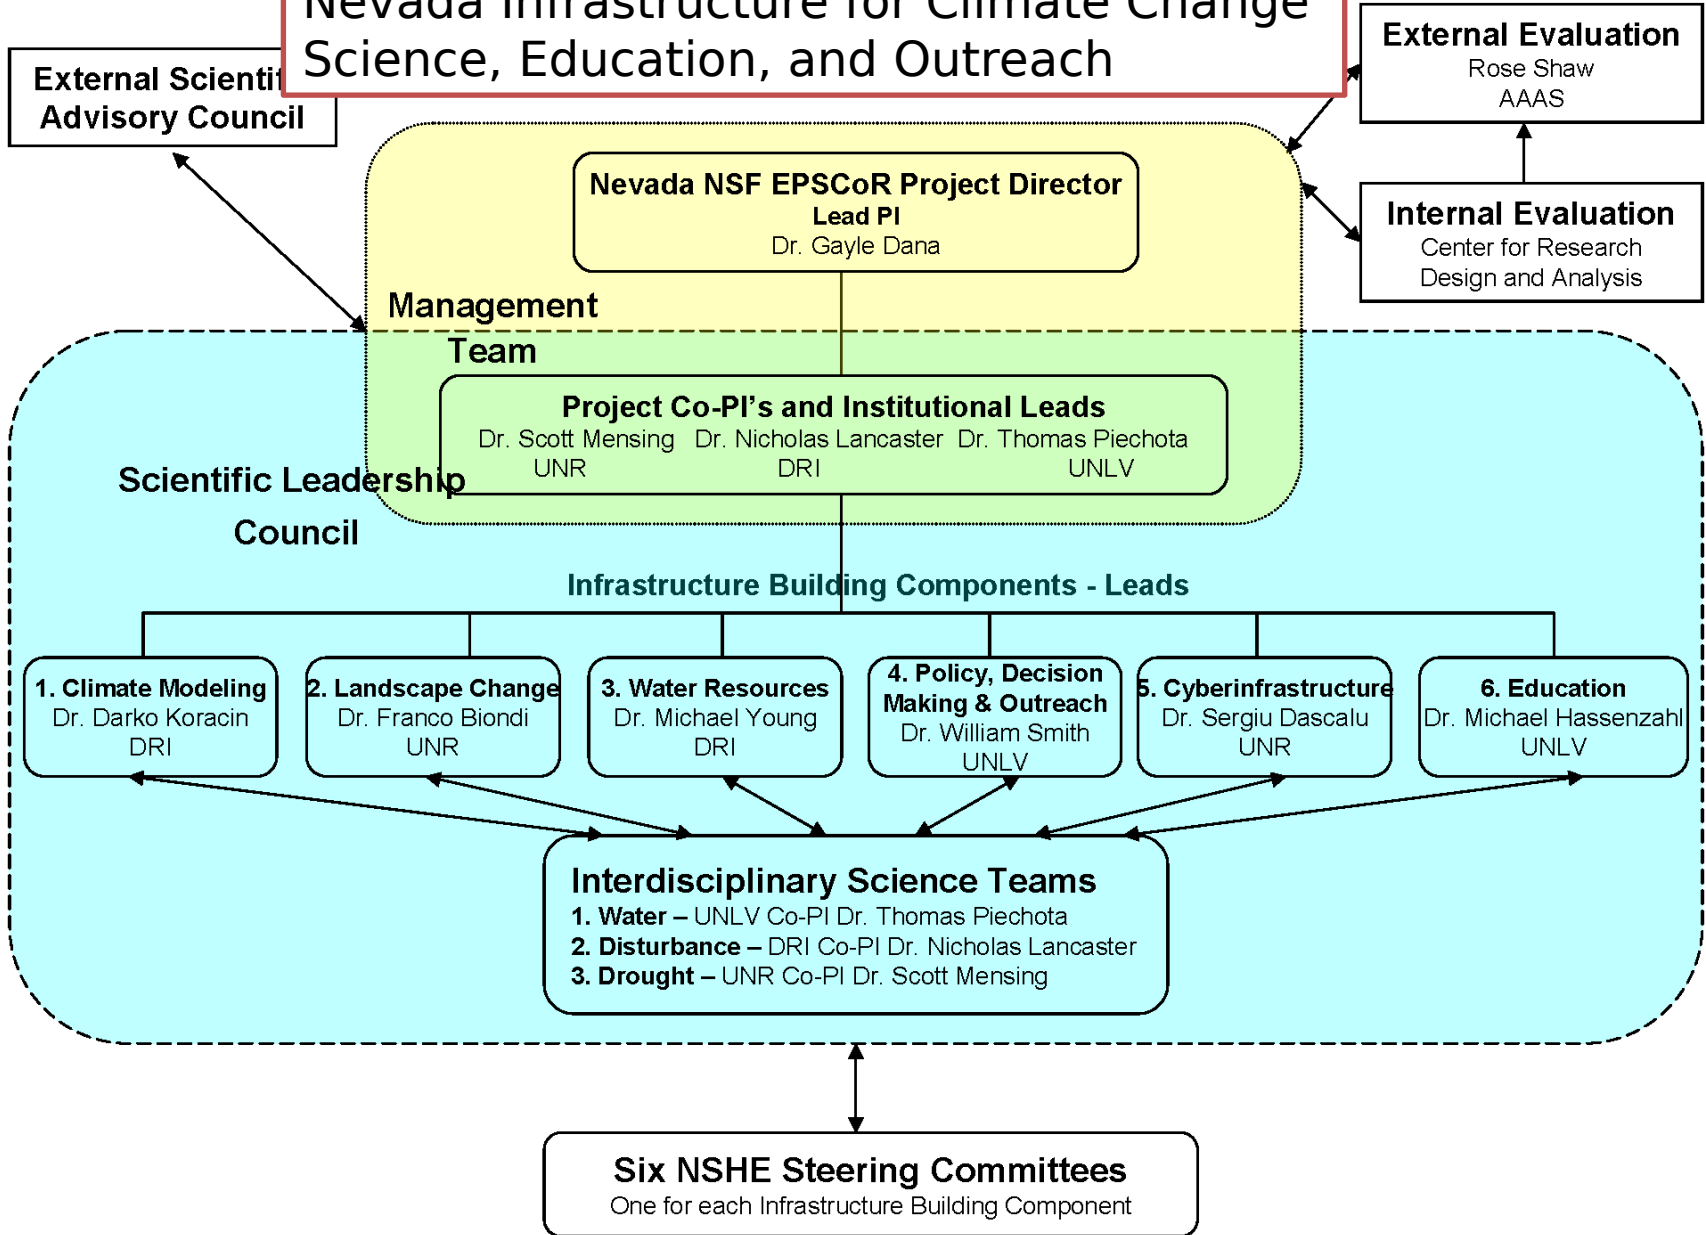 Nevada Infrastructure for Climate Change
Science, Education, and Outreach
External Scientifi
Advisory Council
External Evaluation
Rose Shaw
AAAS
Internal Evaluation
Center for Research
Design and Analysis
Nevada NSF EPSCoR Project Director
Lead PI
Dr. Gayle Dana
Management
Team
Project Co-PI's and Institutional Leads
Dr. Scott Mensing Dr. Nicholas Lancaster Dr. Thomas Piechota
UNR DRI UNLV
Scientific Leadership
Council
Infrastructure Building Components - Leads
1. Climate Modeling
Dr. Darko Koracin
DRI
2. Landscape Change
Dr. Franco Biondi
UNR
3. Water Resources
Dr. Michael Young
DRI
4. Policy, Decision
Making & Outreach
Dr. William Smith
UNLV
5. Cyberinfrastructure
Dr. Sergiu Dascalu
UNR
6. Education
Dr. Michael Hassenzahl
UNLV
Interdisciplinary Science Teams
1. Water – UNLV Co-PI Dr. Thomas Piechota
2. Disturbance – DRI Co-PI Dr. Nicholas Lancaster
3. Drought – UNR Co-PI Dr. Scott Mensing
Six NSHE Steering Committees
One for each Infrastructure Building Component